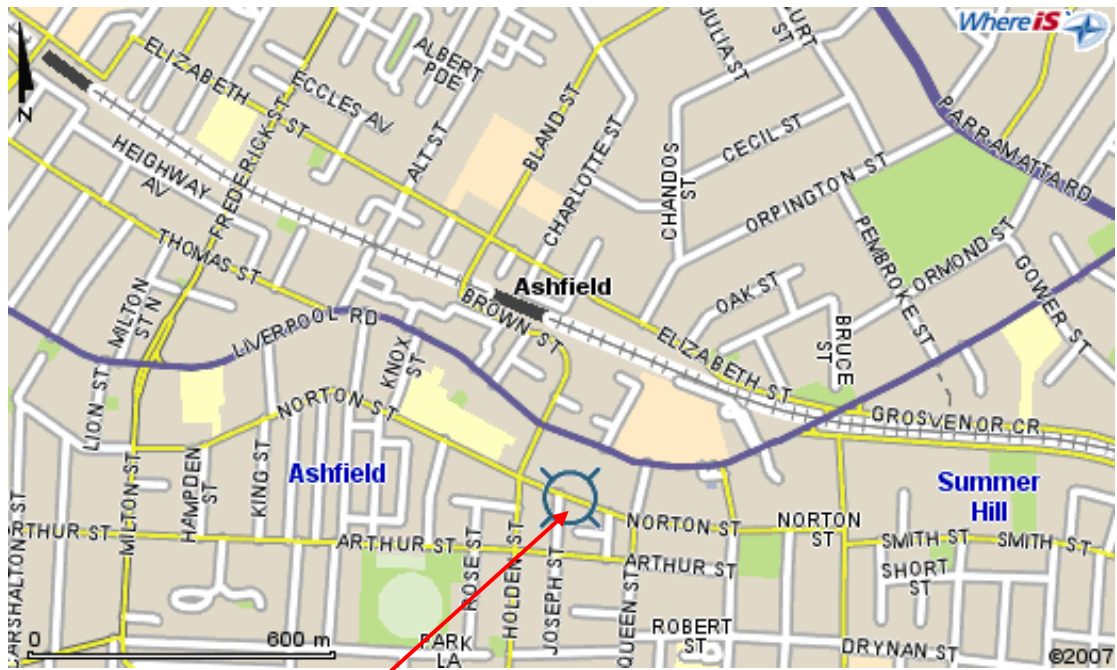 WhereiS
N
ALBERT
PDE
JULIA ST
COURT
ST
ELIZABETH ST
ECCLES AV
FREDERICK ST
ALT ST
BLAND ST
CHARLOTTE ST
CECIL ST
CHANDOS
ST
PARRAMATTA RD
HEIGHWAY
AV
ORPINGTON ST
THOMAS ST
PEMBROKE ST
ORMOND ST
GOWER ST
MILTON
ST N
LIVERPOOL RD
BROWN ST
Ashfield
OAK ST
BRUCE
ST
ELIZABETH ST
KNOX
ST
LION ST
NORTON ST
GROSVENOR CR
Ashfield
Summer
Hill
HAMPDEN
ST
KING ST
MILTON ST
ARTHUR ST
ARTHUR ST
ROSE ST
HOLDEN ST
JOSEPH ST
NORTON ST
NORTON
ST
SMITH ST
SMITH ST
ARTHUR ST
QUEEN ST
SHORT
ST
CARSHALTON ST
ROBERT
ST
PARK
LA
DRYNAN ST
0
600 m
©2007